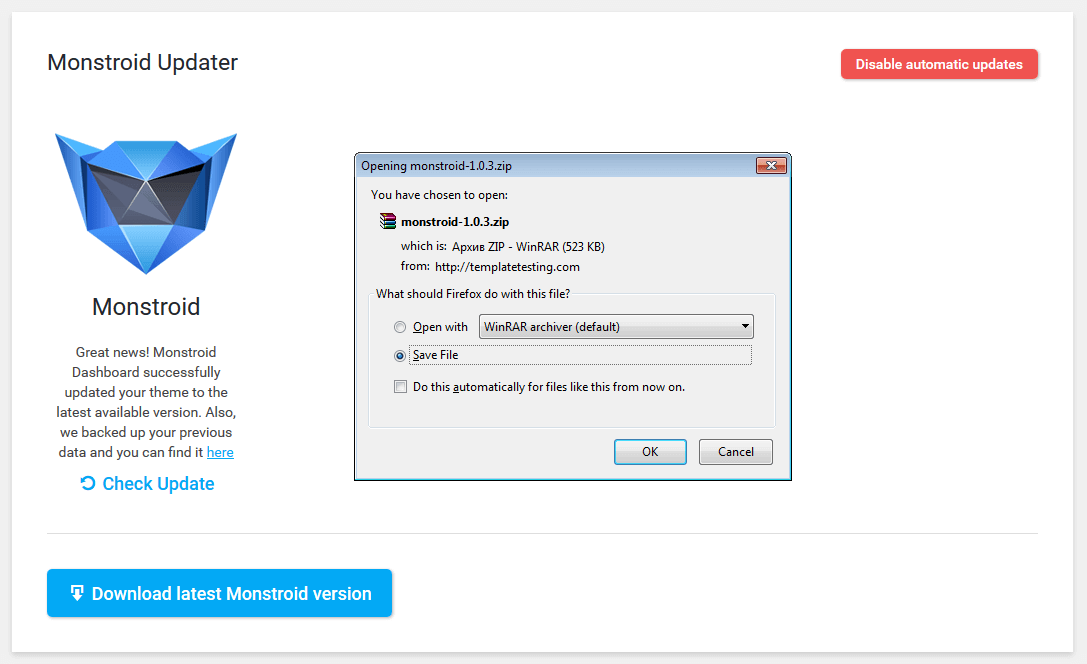 Monstroid Updater
Disable automatic updates
Monstroid
Great news! Monstroid
Dashboard successfully
updated your theme to the
latest available version. Also,
we backed up your previous
data and you can find it here
Check Update
Opening monstroid-1.0.3.zip
You have chosen to open:
monstroid-1.0.3.zip
which is: Архив ZIP - WinRAR (523 KB)
from: http://templatetesting.com
What should Firefox do with this file?
Open with WinRAR archiver (default)
Save File
Do this automatically for files like this from now on.
OK Cancel
Download latest Monstroid version